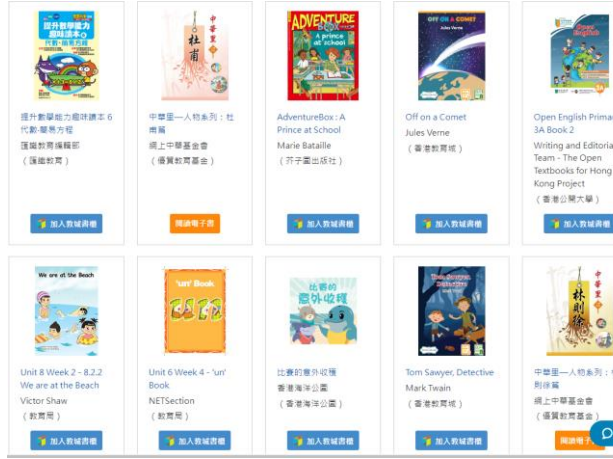 提升數學能力
趣味讀本6
代數·簡易方程
中華里
杜甫
ADVENTURE
BOX
A prince
at school
OFF ON A COMET
Jules Verne
Open
English
3A
提升數學能力趣味讀本 6
代數-簡易方程
匯識教育編輯部
（匯識教育）
加入教城書櫃
中華里—人物系列：杜
甫篇
網上中華基金會
（優質教育基金）
閱讀電子書
AdventureBox : A
Prince at School
Marie Bataille
（芥子園出版社）
加入教城書櫃
Off on a Comet
Jules Verne
（香港教育城）
加入教城書櫃
Open English Prima
3A Book 2
Writing and Editoria
Team - The Open
Textbooks for Hong
Kong Project
（香港公開大學）
加入教城書櫃
We are at the Beach
'un' Book
un
比賽的
意外收穫
Tom Sawyer,
Detective
中華里
林則徐
Unit 8 Week 2 - 8.2.2
We are at the Beach
Victor Shaw
（教育局）
加入教城書櫃
Unit 6 Week 4 - 'un'
Book
NETSection
（教育局）
加入教城書櫃
比賽的意外收穫
香港海洋公園
（香港海洋公園）
加入教城書櫃
Tom Sawyer, Detective
Mark Twain
（香港教育城）
加入教城書櫃
中華里—人物系列：
則徐篇
網上中華基金會
（優質教育基金）
閱讀電子